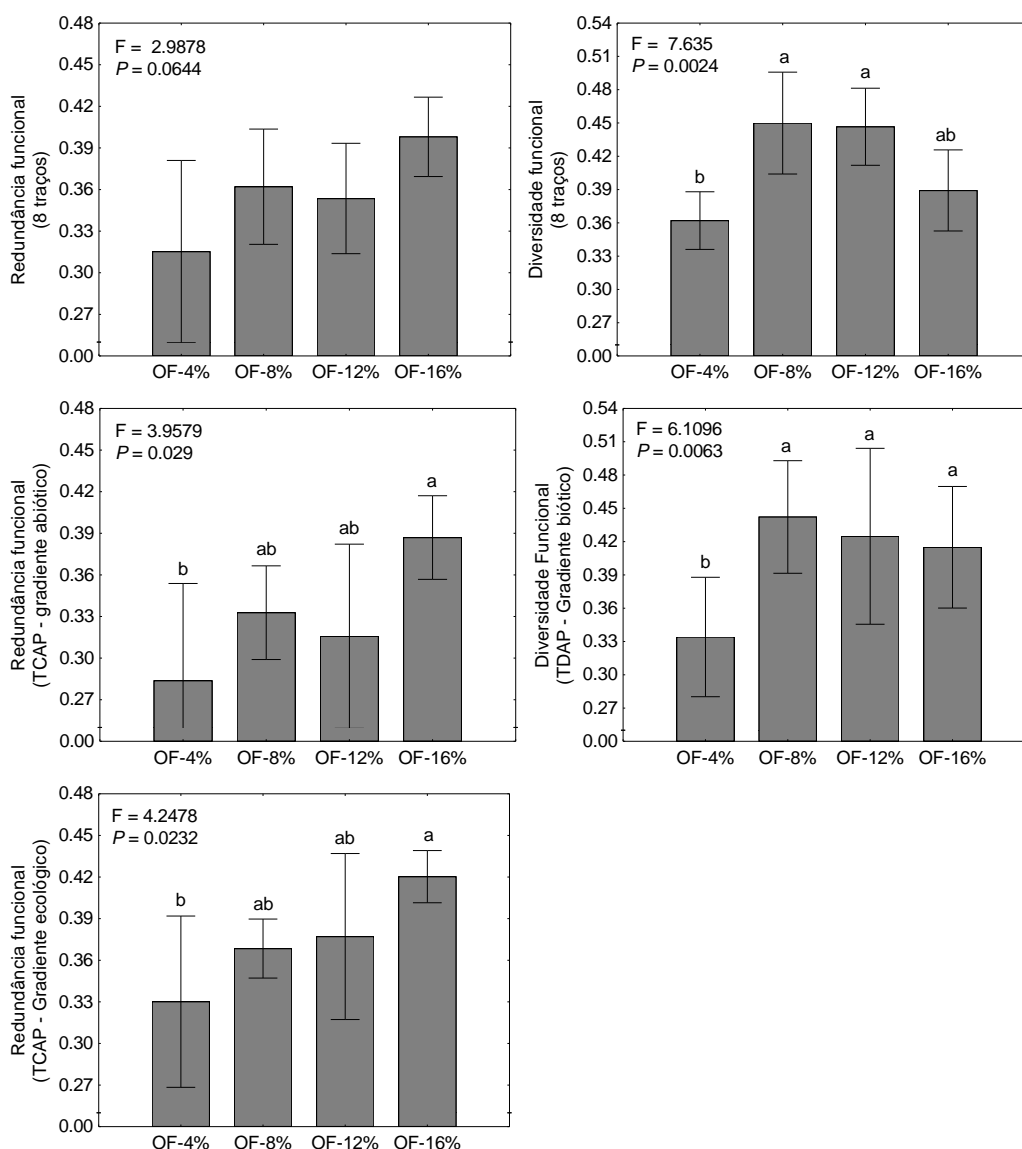 Redundância funcional
(8 traços)
0.48
0.45
0.42
0.39
0.36
0.33
0.30
0.27
0.00
F = 2.9878
P = 0.0644
OF-4% OF-8% OF-12% OF-16%
Diversidade funcional
(8 traços)
0.54
0.51
0.48
0.45
0.42
0.39
0.36
0.33
0.30
0.27
0.00
F = 7.635
P = 0.0024
b a a ab
OF-4% OF-8% OF-12% OF-16%
Redundância funcional
(TCAP - gradiente abiótico)
0.48
0.45
0.42
0.39
0.36
0.33
0.30
0.27
0.00
F = 3.9579
P = 0.029
b ab ab a
OF-4% OF-8% OF-12% OF-16%
Diversidade Funcional
(TDAP - Gradiente biótico)
0.54
0.51
0.48
0.45
0.42
0.39
0.36
0.33
0.30
0.27
0.00
F = 6.1096
P = 0.0063
b a a a
OF-4% OF-8% OF-12% OF-16%
Redundância funcional
(TCAP - Gradiente ecológico)
0.48
0.45
0.42
0.39
0.36
0.33
0.30
0.27
0.00
F = 4.2478
P = 0.0232
b ab ab a
OF-4% OF-8% OF-12% OF-16%